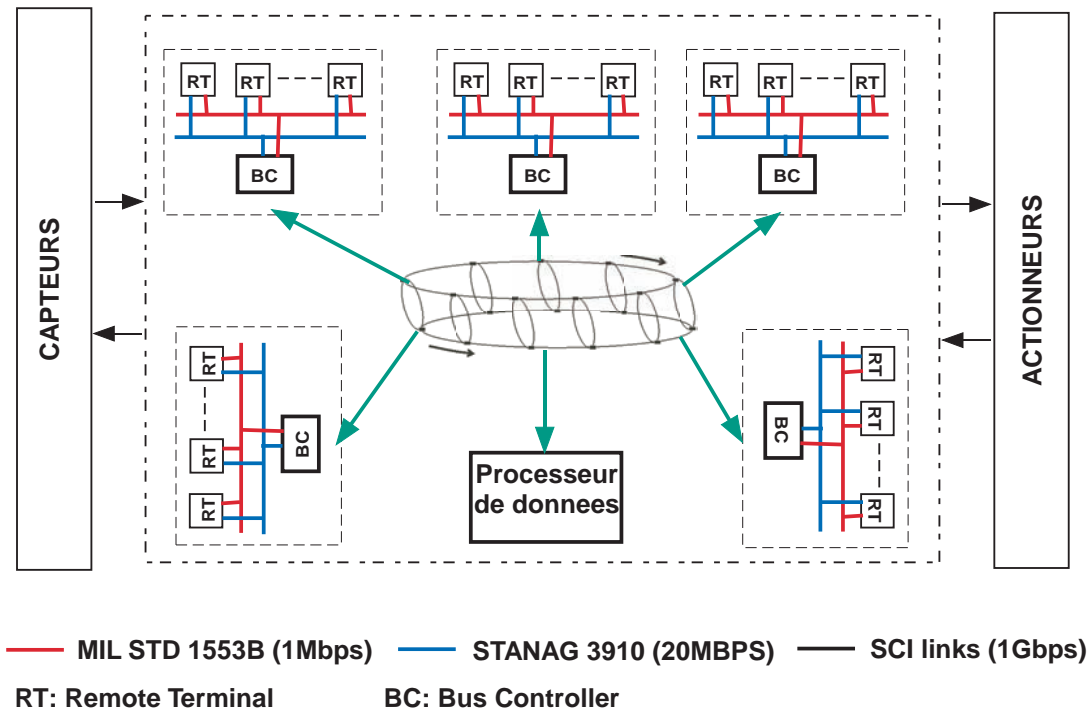 RT RT RT
BC
RT RT RT
BC
RT RT RT
BC
CAPTEURS
ACTIONNEURS
RT
RT
RT
BC
Processeur
de donnees
BC
RT
RT
RT
MIL STD 1553B (1Mbps) STANAG 3910 (20MBPS) SCI links (1Gbps)
RT: Remote Terminal BC: Bus Controller